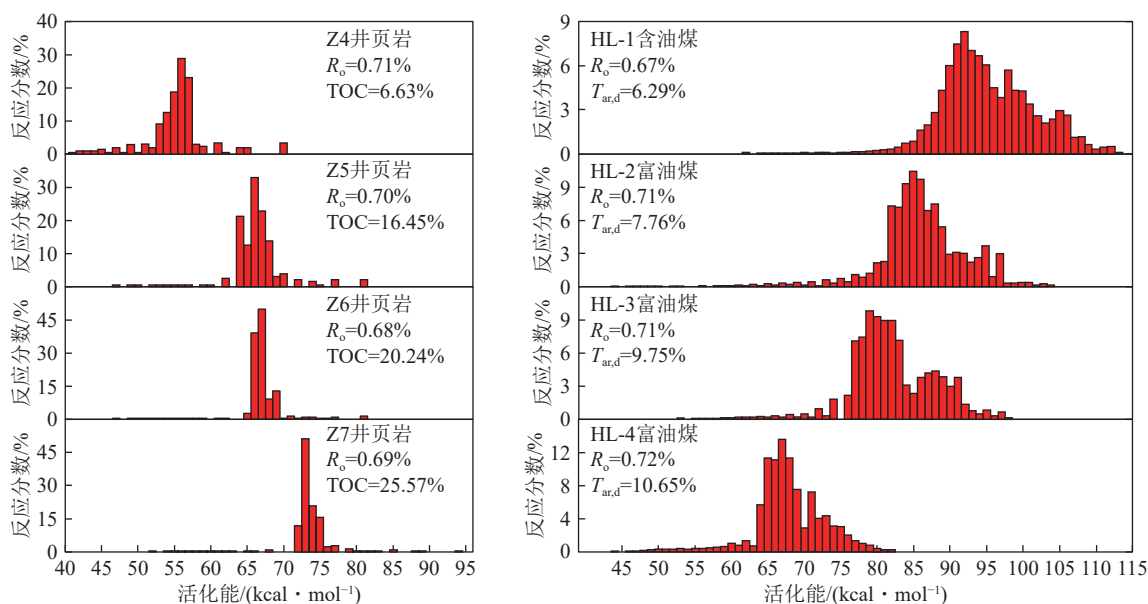 反应分数/%
40
30
20
10
0
Z4井页岩
Rₒ=0.71%
TOC=6.63%
反应分数/%
30
20
10
0
Z5井页岩
Rₒ=0.70%
TOC=16.45%
反应分数/%
45
30
15
0
Z6井页岩
Rₒ=0.68%
TOC=20.24%
反应分数/%
45
30
15
0
Z7井页岩
Rₒ=0.69%
TOC=25.57%
40 45 50 55 60 65 70 75 80 85 90 95
活化能/(kcal·mol⁻¹)
反应分数/%
9
6
3
0
HL-1含油煤
Rₒ=0.67%
Tar,d=6.29%
反应分数/%
9
6
3
0
HL-2富油煤
Rₒ=0.71%
Tar,d=7.76%
反应分数/%
9
6
3
0
HL-3富油煤
Rₒ=0.71%
Tar,d=9.75%
反应分数/%
12
8
4
0
HL-4富油煤
Rₒ=0.72%
Tar,d=10.65%
45 50 55 60 65 70 75 80 85 90 95 100 105 110 115
活化能/(kcal·mol⁻¹)